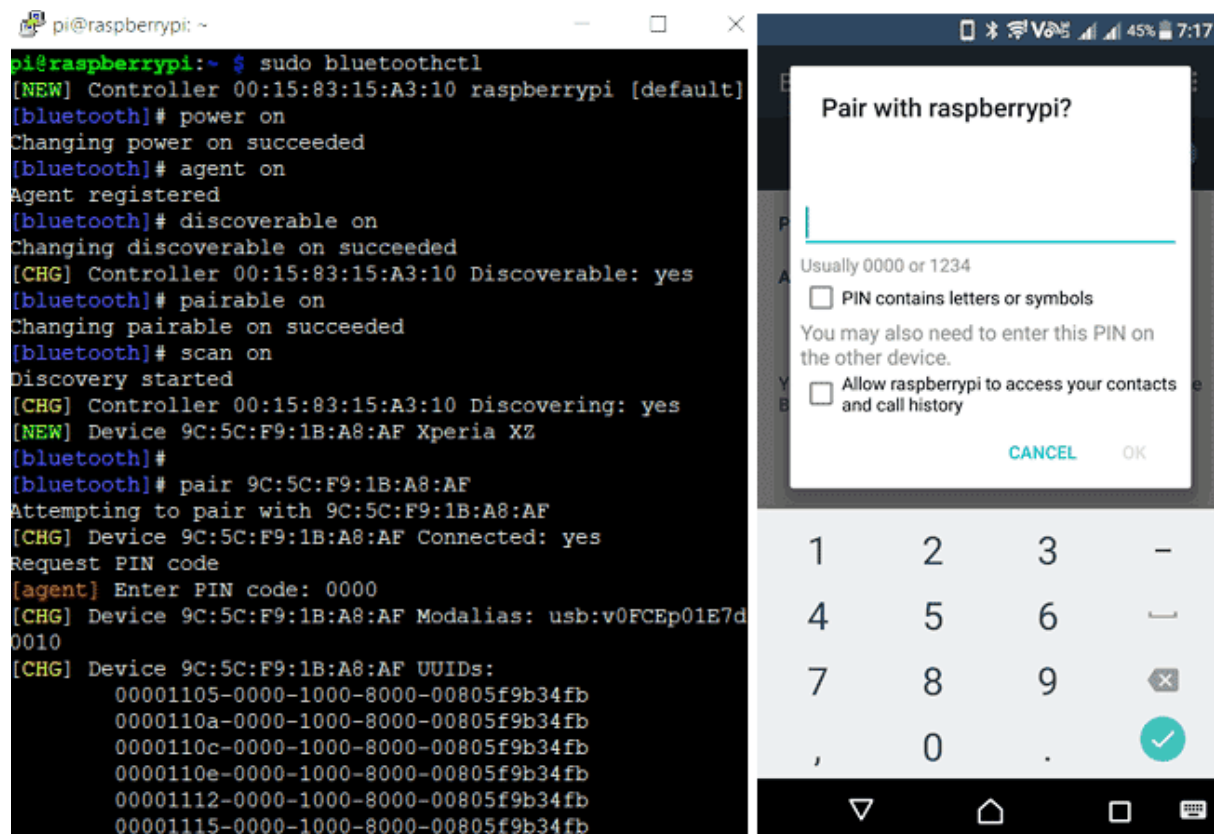 pi@raspberrypi: ~
pi@raspberrypi:~ $ sudo bluetoothctl
[NEW] Controller 00:15:83:15:A3:10 raspberrypi [default]
[bluetooth]# power on
Changing power on succeeded
[bluetooth]# agent on
Agent registered
[bluetooth]# discoverable on
Changing discoverable on succeeded
[CHG] Controller 00:15:83:15:A3:10 Discoverable: yes
[bluetooth]# pairable on
Changing pairable on succeeded
[bluetooth]# scan on
Discovery started
[CHG] Controller 00:15:83:15:A3:10 Discovering: yes
[NEW] Device 9C:5C:F9:1B:A8:AF Xperia XZ
[bluetooth]#
[bluetooth]# pair 9C:5C:F9:1B:A8:AF
Attempting to pair with 9C:5C:F9:1B:A8:AF
[CHG] Device 9C:5C:F9:1B:A8:AF Connected: yes
Request PIN code
[agent] Enter PIN code: 0000
[CHG] Device 9C:5C:F9:1B:A8:AF Modalias: usb:v0FCEp01E7d
0010
[CHG] Device 9C:5C:F9:1B:A8:AF UUIDs:
00001105-0000-1000-8000-00805f9b34fb
0000110a-0000-1000-8000-00805f9b34fb
0000110c-0000-1000-8000-00805f9b34fb
0000110e-0000-1000-8000-00805f9b34fb
00001112-0000-1000-8000-00805f9b34fb
00001115-0000-1000-8000-00805f9b34fb
45% 7:17
Pair with raspberrypi?
Usually 0000 or 1234
PIN contains letters or symbols
You may also need to enter this PIN on
the other device.
Allow raspberrypi to access your contacts
and call history
CANCEL OK
1 2 3 -
4 5 6
7 8 9
, 0 .